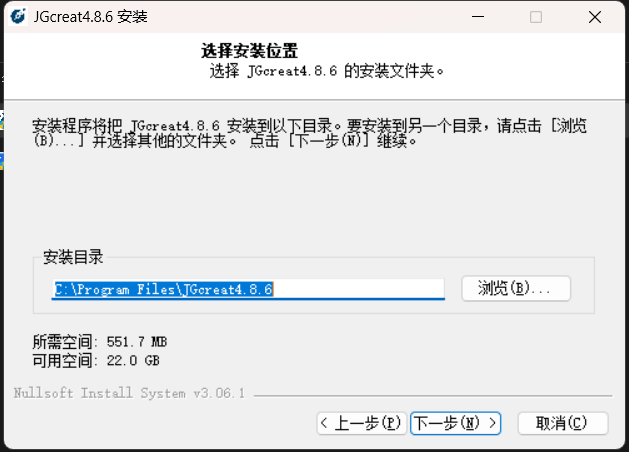 JGcreat4.8.6 安装
选择安装位置
选择 JGcreat4.8.6 的安装文件夹。
安装程序将把 JGcreat4.8.6 安装到以下目录。要安装到另一个目录，请点击 [浏览
(B)...] 并选择其他的文件夹。 点击 [下一步(N)] 继续。
安装目录
C:\Program Files\JGcreat4.8.6
浏览(B)...
所需空间: 551.7 MB
可用空间: 22.0 GB
Nullsoft Install System v3.06.1
< 上一步(P) 下一步(N) > 取消(C)